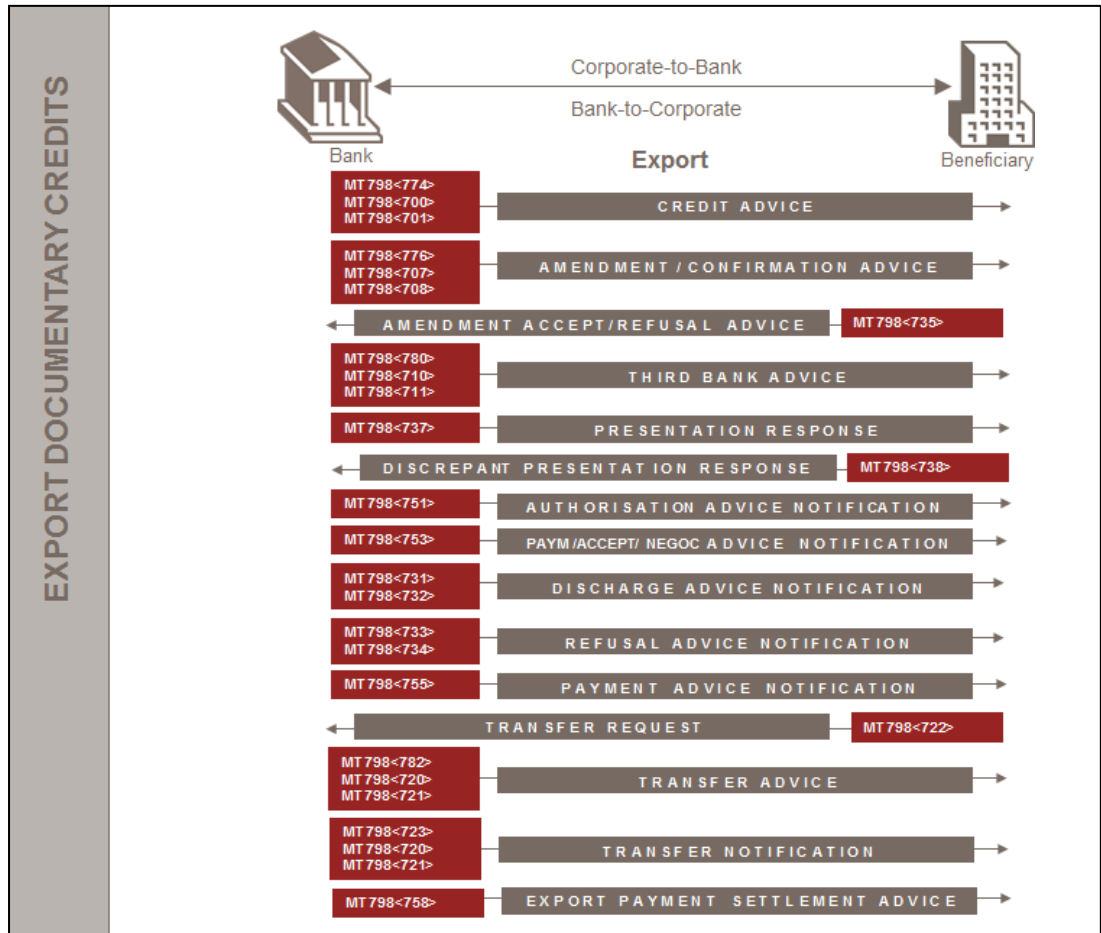 EXPORT DOCUMENTARY CREDITS
Corporate-to-Bank
Bank-to-Corporate
Bank
Export
Beneficiary
MT798<774>
MT798<700>
MT798<701>
CREDIT ADVICE
MT798<776>
MT798<707>
MT798<708>
AMENDMENT / CONFIRMATION ADVICE
AMENDMENT ACCEPT/REFUSAL ADVICE
MT798<735>
MT798<780>
MT798<710>
MT798<711>
THIRD BANK ADVICE
MT798<737>
PRESENTATION RESPONSE
DISCREPANT PRESENTATION RESPONSE
MT798<738>
MT798<751>
AUTHORISATION ADVICE NOTIFICATION
MT798<753>
PAYM/ACCEPT/ NEGOC ADVICE NOTIFICATION
MT798<731>
MT798<732>
DISCHARGE ADVICE NOTIFICATION
MT798<733>
MT798<734>
REFUSAL ADVICE NOTIFICATION
MT798<755>
PAYMENT ADVICE NOTIFICATION
TRANSFER REQUEST
MT798<722>
MT798<782>
MT798<720>
MT798<721>
TRANSFER ADVICE
MT798<723>
MT798<720>
MT798<721>
TRANSFER NOTIFICATION
MT798<758>
EXPORT PAYMENT SETTLEMENT ADVICE